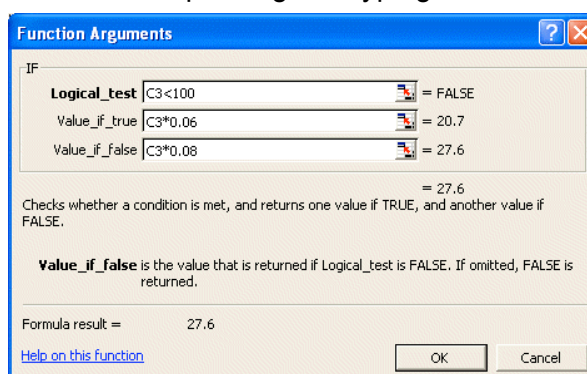 Function Arguments
IF
Logical_test C3<100 = FALSE
Value_if_true C3*0.06 = 20.7
Value_if_false C3*0.08 = 27.6
= 27.6
Checks whether a condition is met, and returns one value if TRUE, and another value if
FALSE.
Value_if_false is the value that is returned if Logical_test is FALSE. If omitted, FALSE is
returned.
Formula result = 27.6
Help on this function OK Cancel